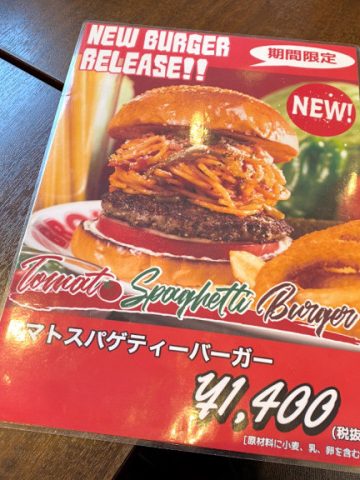 NEW BURGER
RELEASE!!
期間限定
NEW!
Tomato Spaghetti Burger
マトスパゲティーバーガー
¥1,400
(税抜
[原材料に小麦、乳、卵を含む